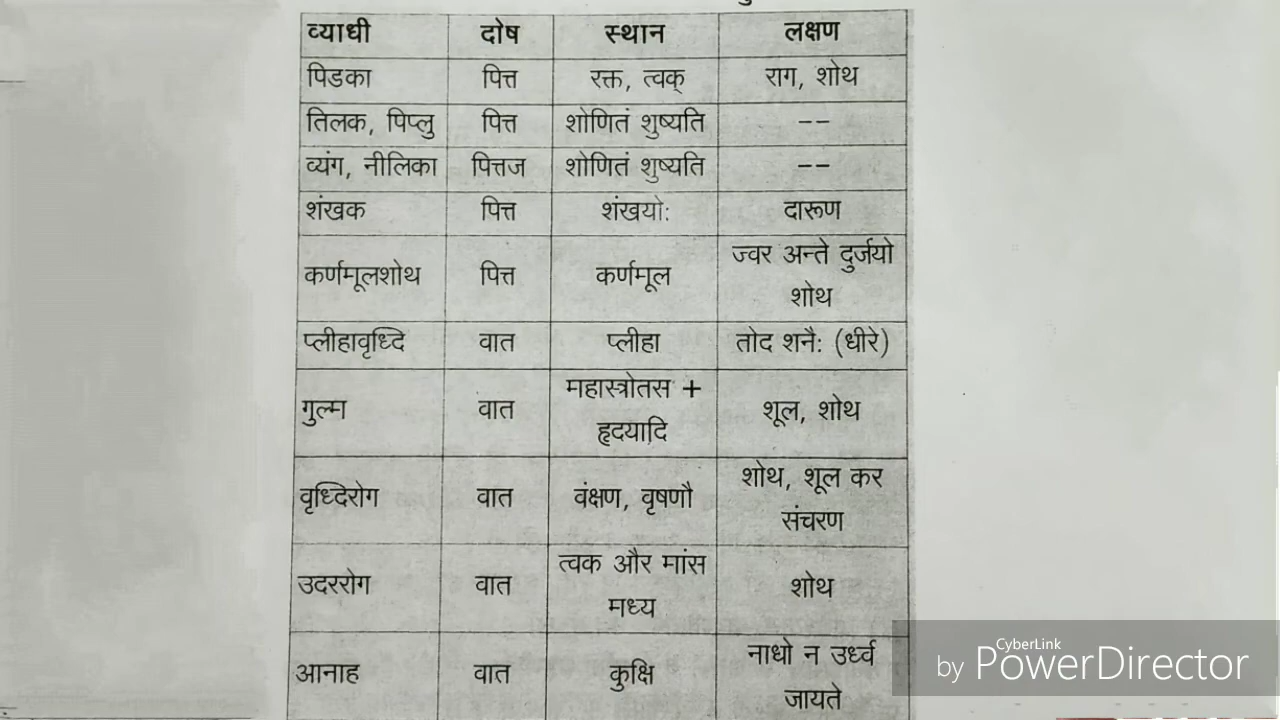 व्याधी दोष स्थान लक्षण
पिडका पित्त रक्त, त्वक् राग, शोथ
तिलक, पिप्लु पित्त शोणितं शुष्यति --
व्यंग, नीलिका पित्तज शोणितं शुष्यति --
शंखक पित्त शंखयो: दारूण
कर्णमूलशोथ पित्त कर्णमूल ज्वर अन्ते दुर्जयो
शोथ
प्लीहावृध्दि वात प्लीहा तोद शनै: (धीरे)
गुल्म वात महास्त्रोतस + शूल, शोथ
हृदयादि
वृध्दिरोग वात वंक्षण, वृषणौ शोथ, शूल कर
संचरण
उदररोग वात त्वक और मांस शोथ
मध्य
आनाह वात कुक्षि नाधो न उर्ध्व
जायते
CyberLink
by PowerDirector